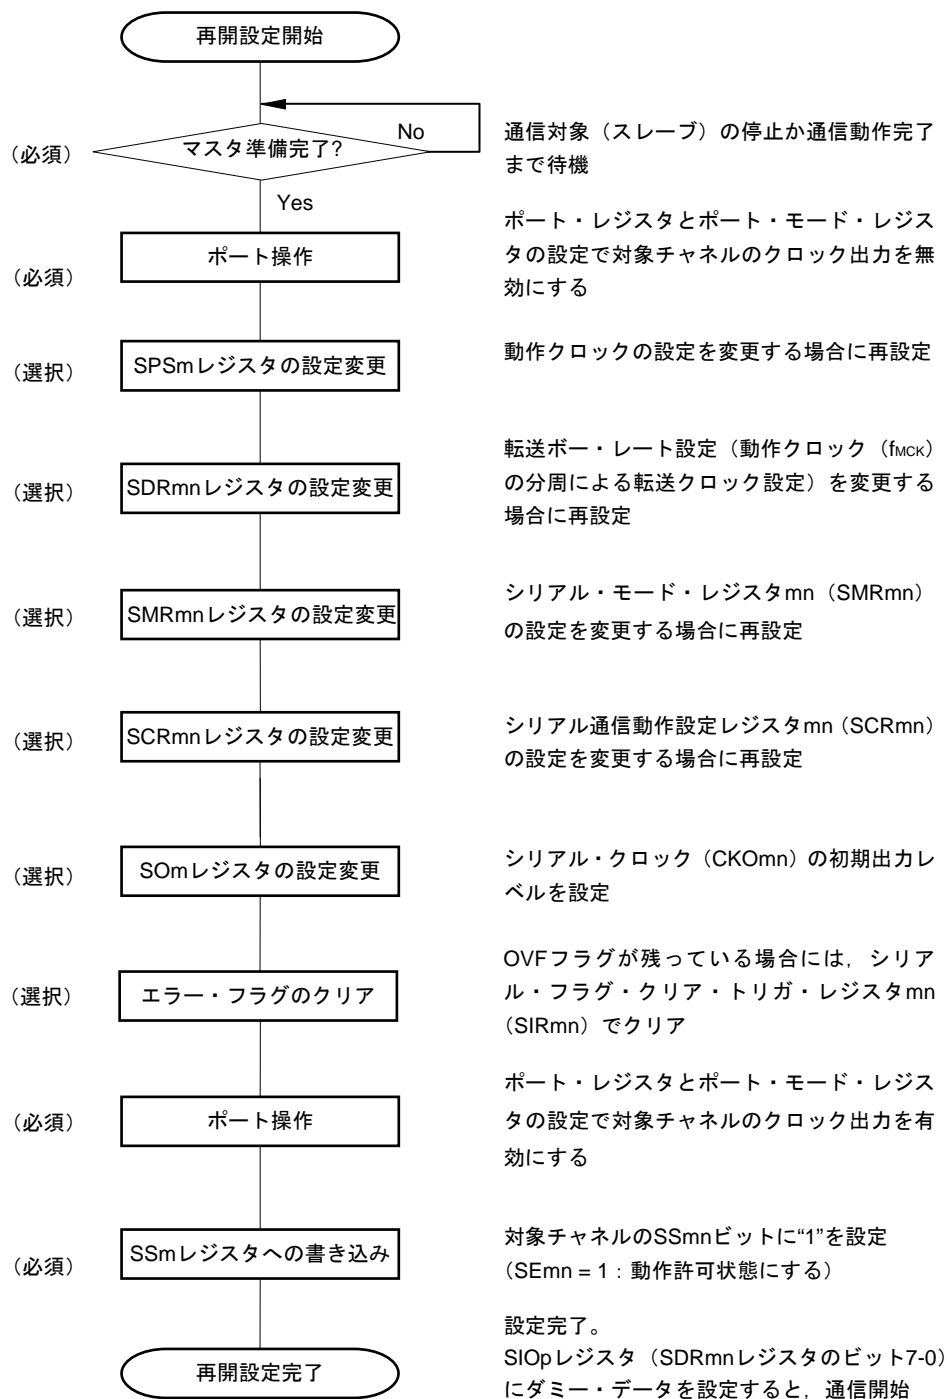 再開設定開始
No
（必須）
マスタ準備完了?
通信対象（スレーブ）の停止か通信動作完了
まで待機
Yes
（必須）
ポート操作
ポート・レジスタとポート・モード・レジス
タの設定で対象チャネルのクロック出力を無
効にする
（選択）
SPSmレジスタの設定変更
動作クロックの設定を変更する場合に再設定
（選択）
SDRmnレジスタの設定変更
転送ボー・レート設定（動作クロック（fMCK）
の分周による転送クロック設定）を変更する
場合に再設定
（選択）
SMRmnレジスタの設定変更
シリアル・モード・レジスタmn（SMRmn）
の設定を変更する場合に再設定
（選択）
SCRmnレジスタの設定変更
シリアル通信動作設定レジスタmn（SCRmn）
の設定を変更する場合に再設定
（選択）
SOmレジスタの設定変更
シリアル・クロック（CKOmn）の初期出力レ
ベルを設定
（選択）
エラー・フラグのクリア
OVFフラグが残っている場合には，シリア
ル・フラグ・クリア・トリガ・レジスタmn
（SIRmn）でクリア
（必須）
ポート操作
ポート・レジスタとポート・モード・レジス
タの設定で対象チャネルのクロック出力を有
効にする
（必須）
SSmレジスタへの書き込み
対象チャネルのSSmnビットに“1”を設定
（SEmn = 1：動作許可状態にする）
再開設定完了
設定完了。
SIOpレジスタ（SDRmnレジスタのビット7-0）
にダミー・データを設定すると，通信開始